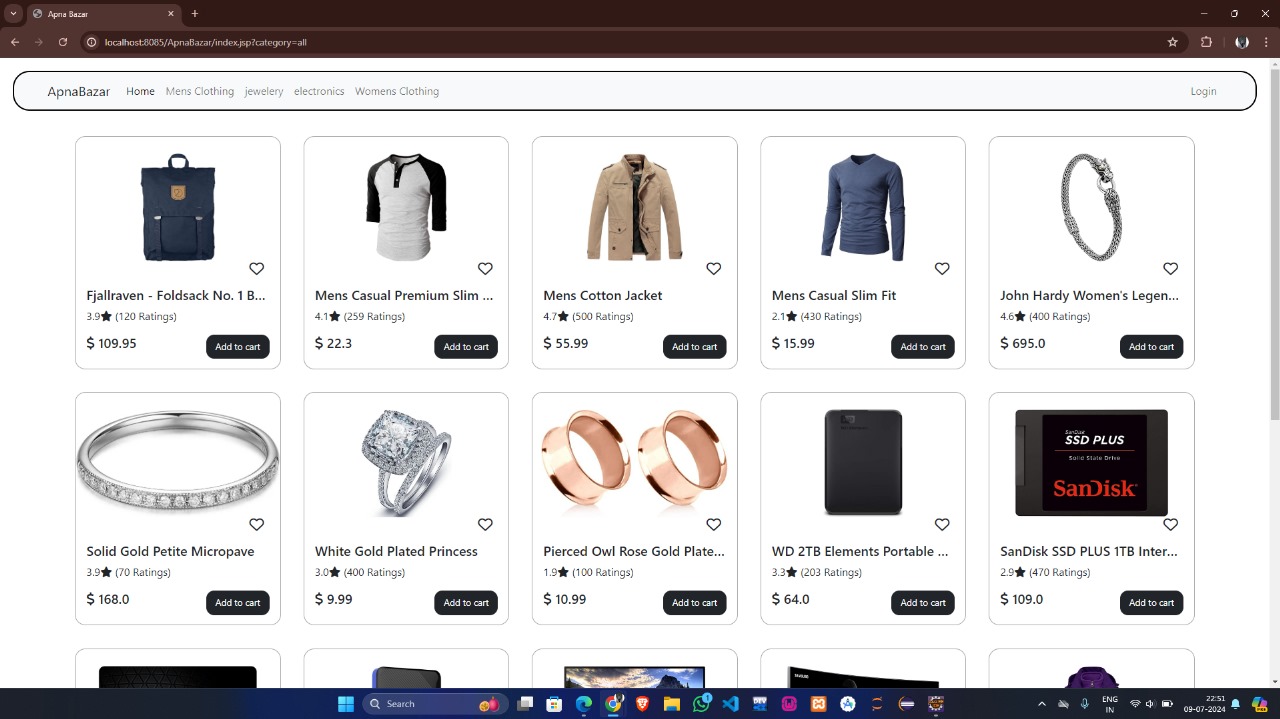 Apna Bazar
localhost:8085/ApnaBazar/index.jsp?category=all
ApnaBazar Home Mens Clothing jewelery electronics Womens Clothing Login
Fjallraven - Foldsack No. 1 B... Mens Casual Premium Slim ... Mens Cotton Jacket Mens Casual Slim Fit John Hardy Women's Legen...
3.9★ (120 Ratings) 4.1★ (259 Ratings) 4.7★ (500 Ratings) 2.1★ (430 Ratings) 4.6★ (400 Ratings)
$ 109.95 Add to cart $ 22.3 Add to cart $ 55.99 Add to cart $ 15.99 Add to cart $ 695.0 Add to cart
SanDisk
SSD PLUS
Solid State Drive
SanDisk
Solid Gold Petite Micropave White Gold Plated Princess Pierced Owl Rose Gold Plate... WD 2TB Elements Portable ... SanDisk SSD PLUS 1TB Inter...
3.9★ (70 Ratings) 3.0★ (400 Ratings) 1.9★ (100 Ratings) 3.3★ (203 Ratings) 2.9★ (470 Ratings)
$ 168.0 Add to cart $ 9.99 Add to cart $ 10.99 Add to cart $ 64.0 Add to cart $ 109.0 Add to cart
Search
1
DEV
ENG
IN
22:51
09-07-2024